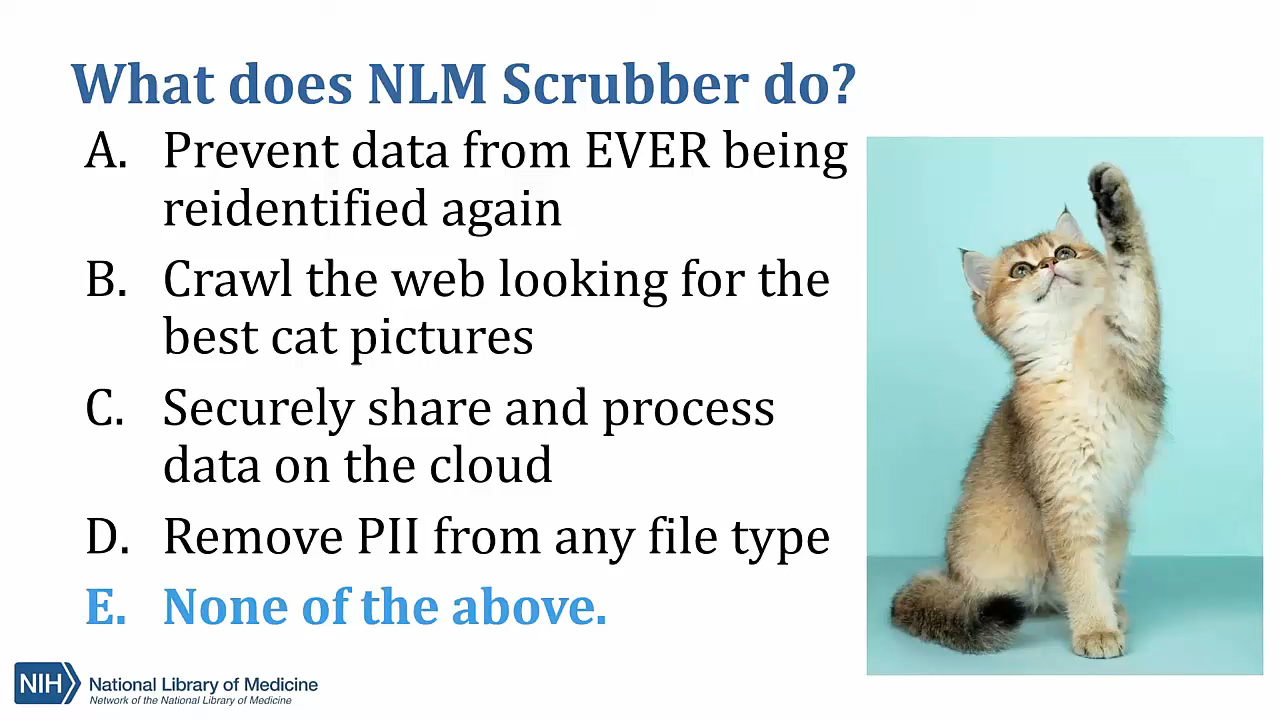 What does NLM Scrubber do?
A. Prevent data from EVER being
reidentified again
B. Crawl the web looking for the
best cat pictures
C. Securely share and process
data on the cloud
D. Remove PII from any file type
E. None of the above.
NIH National Library of Medicine
Network of the National Library of Medicine